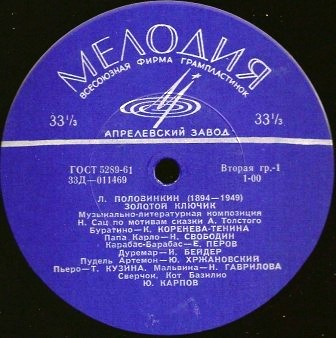 МЕЛОДИЯ
ВСЕСОЮЗНАЯ ФИРМА ГРАМПЛАСТИНОК
33⅓ 33⅓
АПРЕЛЕВСКИЙ ЗАВОД
ГОСТ 5289-61 Вторая гр.-1
33Д—011469 1-00
Л. ПОЛОВИНКИН (1894—1949)
ЗОЛОТОЙ КЛЮЧИК
Музыкально-литературная композиция
Н. Сац по мотивам сказки А. Толстого
Буратино—К. КОРЕНЕВА-ТЕНИНА
Папа Карло—Н. СВОБОДИН
Карабас-Барабас—Е. ПЕРОВ
Дуремар—И. БЕЙДЕР
Пудель Артемон—Ю. ХРЖАНОВСКИЙ
Пьеро—Т. КУЗИНА. Мальвина—Н. ГАВРИЛОВА
Сверчок, Кот Базилио
Ю. КАРПОВ